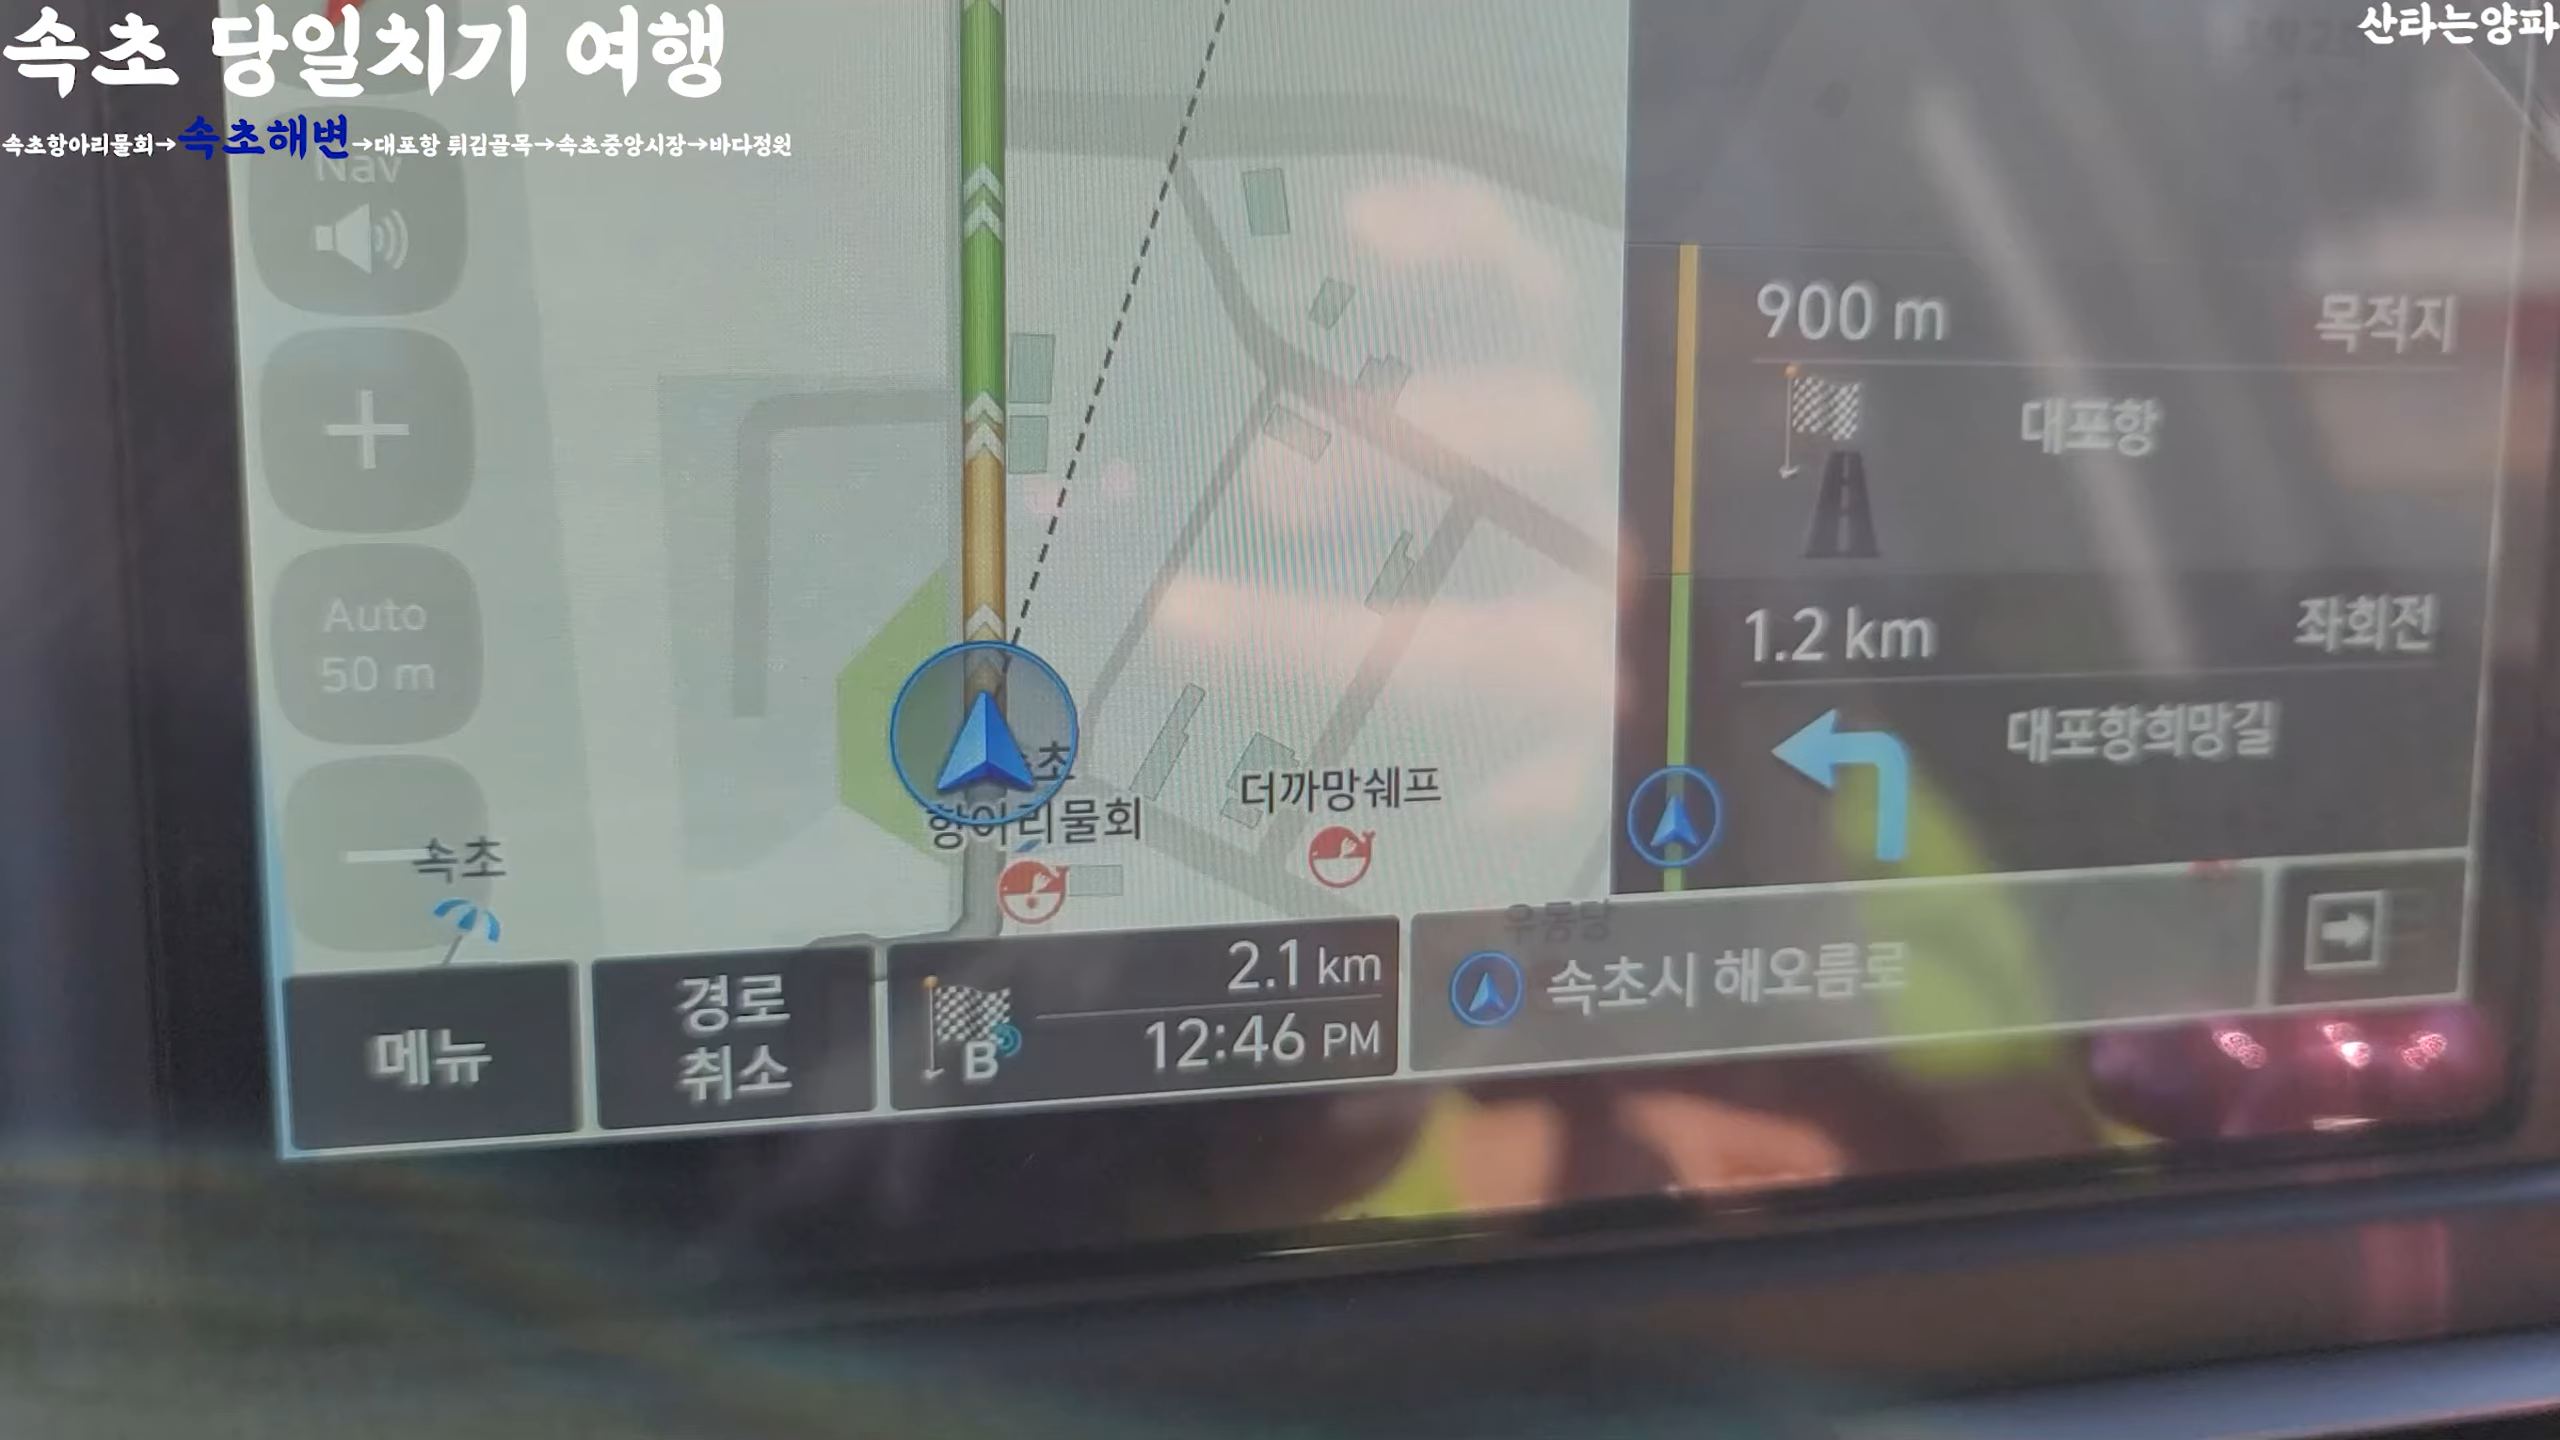 속초 당일치기 여행
산타는양파
속초항아리물회→속초해변→대포항 튀김골목→속초중앙시장→바다정원
Nav
Auto
50 m
속초
항아리물회
더까망쉐프
속초
900 m 목적지
대포항
1.2 km 좌회전
대포항희망길
메뉴
경로
취소
B
2.1 km
12:46 PM
속초시 해오름로